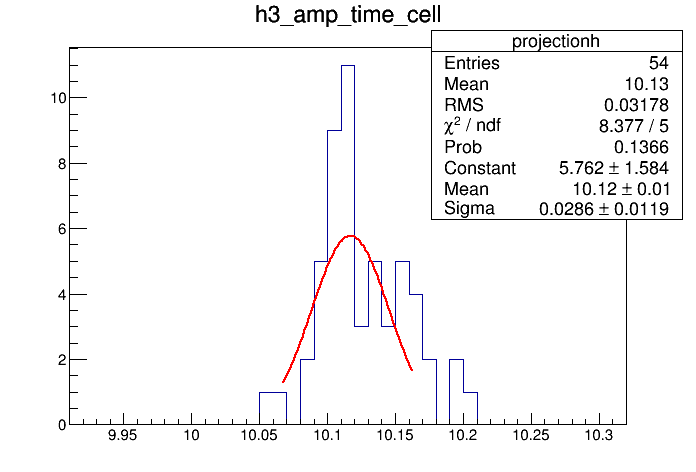 h3_amp_time_cell
projectionh
Entries 54
Mean 10.13
RMS 0.03178
χ² / ndf 8.377 / 5
Prob 0.1366
Constant 5.762 ± 1.584
Mean 10.12 ± 0.01
Sigma 0.0286 ± 0.0119
10
8
6
4
2
0
9.95 10 10.05 10.1 10.15 10.2 10.25 10.3